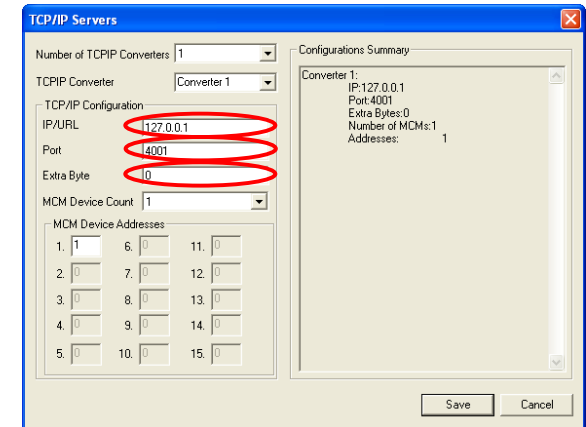 TCP/IP Servers
Number of TCPIP Converters 1
TCPIP Converter Converter 1
TCP/IP Configuration
IP/URL 127.0.0.1
Port 4001
Extra Byte 0
MCM Device Count 1
MCM Device Addresses
1. 1 6. 0 11. 0
2. 0 7. 0 12. 0
3. 0 8. 0 13. 0
4. 0 9. 0 14. 0
5. 0 10. 0 15. 0
Configurations Summary
Converter 1:
IP:127.0.0.1
Port:4001
Extra Bytes:0
Number of MCMs:1
Addresses: 1
Save Cancel